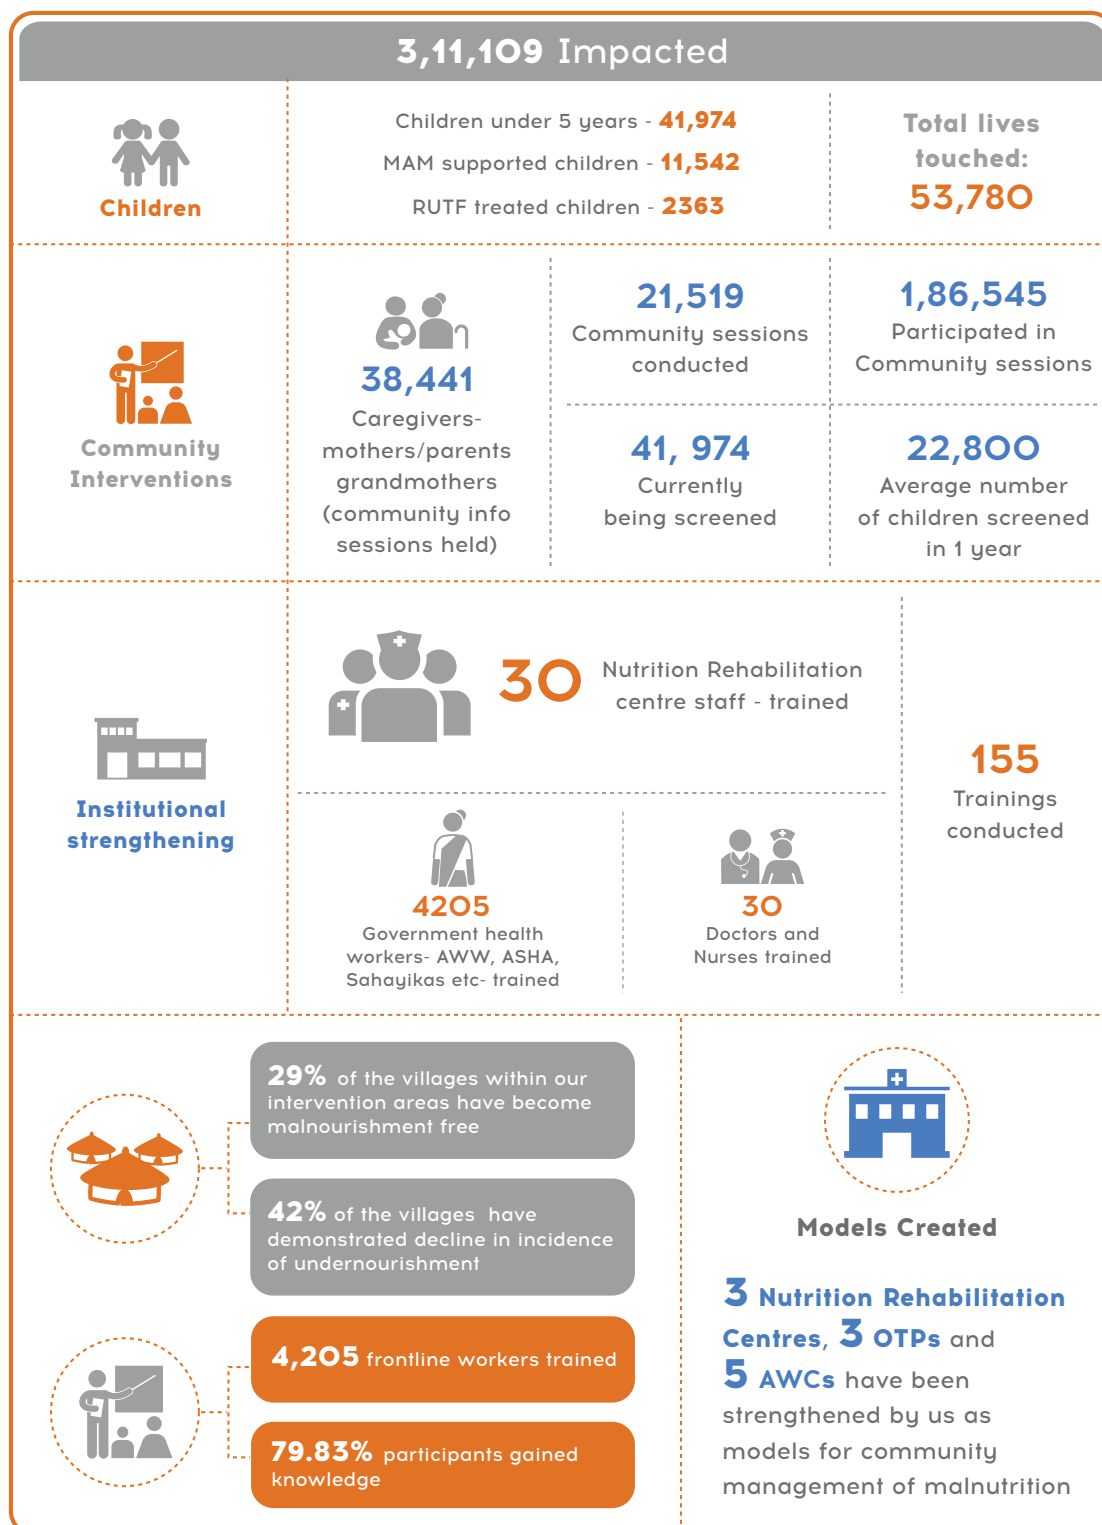 3,11,109 Impacted
Children
Children under 5 years - 41,974
MAM supported children - 11,542
RUTF treated children - 2363
Total lives
touched:
53,780
Community
Interventions
38,441
Caregivers-
mothers/parents
grandmothers
(community info
sessions held)
21,519
Community sessions
conducted
1,86,545
Participated in
Community sessions
41, 974
Currently
being screened
22,800
Average number
of children screened
in 1 year
Institutional
strengthening
30
Nutrition Rehabilitation
centre staff - trained
4205
Government health
workers- AWW, ASHA,
Sahayikas etc- trained
30
Doctors and
Nurses trained
155
Trainings
conducted
29% of the villages within our
intervention areas have become
malnourishment free
42% of the villages have
demonstrated decline in incidence
of undernourishment
4,205 frontline workers trained
79.83% participants gained
knowledge
Models Created
3 Nutrition Rehabilitation
Centres, 3 OTPs and
5 AWCs have been
strengthened by us as
models for community
management of malnutrition